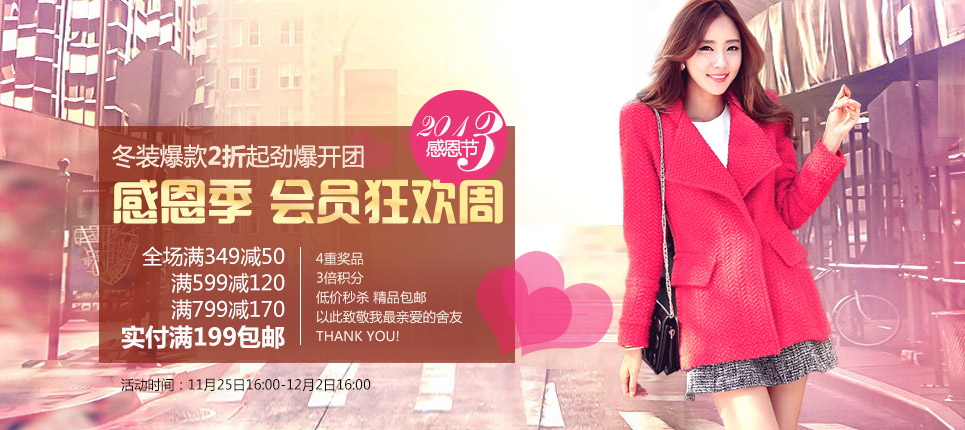 2013
感恩节
冬装爆款2折起劲爆开团
感恩季 会员狂欢周
全场满349减50
满599减120
满799减170
实付满199包邮
4重奖品
3倍积分
低价秒杀 精品包邮
以此致敬我最亲爱的舍友
THANK YOU!
活动时间：11月25日16:00-12月2日16:00